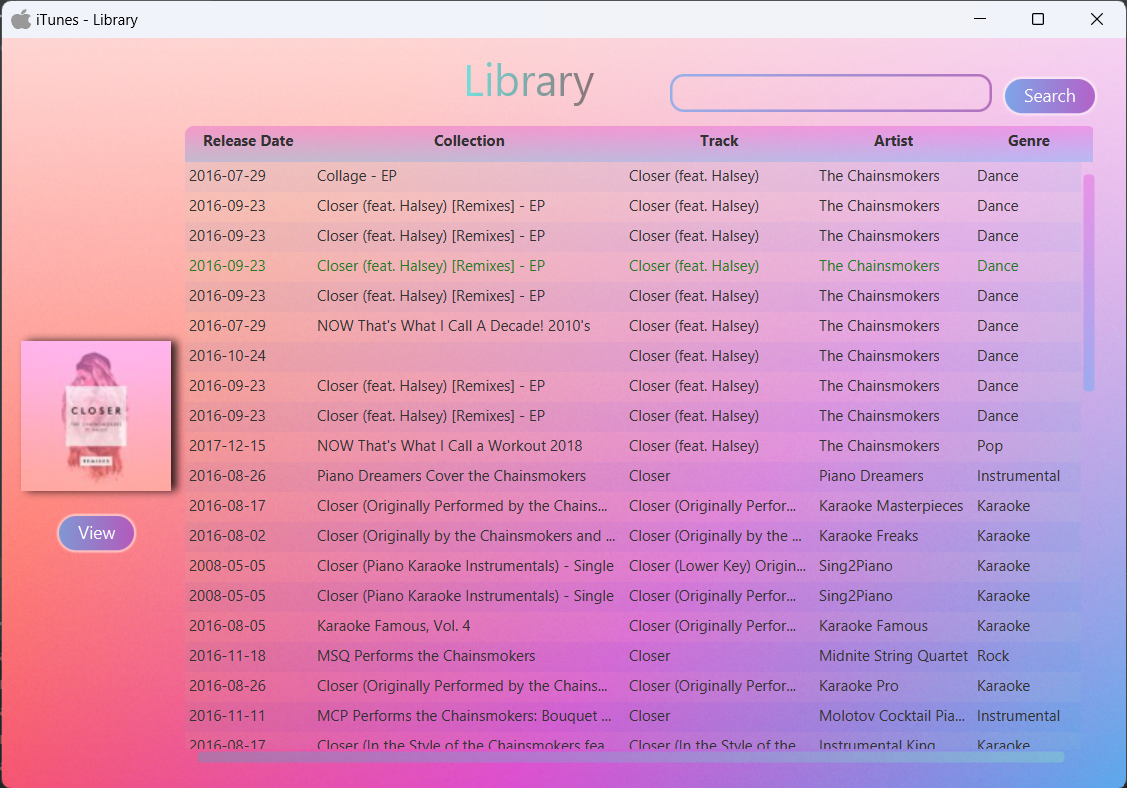 iTunes - Library
Library
Search
Release Date Collection Track Artist Genre
2016-07-29 Collage - EP Closer (feat. Halsey) The Chainsmokers Dance
2016-09-23 Closer (feat. Halsey) [Remixes] - EP Closer (feat. Halsey) The Chainsmokers Dance
2016-09-23 Closer (feat. Halsey) [Remixes] - EP Closer (feat. Halsey) The Chainsmokers Dance
2016-09-23 Closer (feat. Halsey) [Remixes] - EP Closer (feat. Halsey) The Chainsmokers Dance
2016-09-23 Closer (feat. Halsey) [Remixes] - EP Closer (feat. Halsey) The Chainsmokers Dance
2016-07-29 NOW That's What I Call A Decade! 2010's Closer (feat. Halsey) The Chainsmokers Dance
2016-10-24 Closer (feat. Halsey) The Chainsmokers Dance
2016-09-23 Closer (feat. Halsey) [Remixes] - EP Closer (feat. Halsey) The Chainsmokers Dance
2016-09-23 Closer (feat. Halsey) [Remixes] - EP Closer (feat. Halsey) The Chainsmokers Dance
2017-12-15 NOW That's What I Call a Workout 2018 Closer (feat. Halsey) The Chainsmokers Pop
2016-08-26 Piano Dreamers Cover the Chainsmokers Closer Piano Dreamers Instrumental
2016-08-17 Closer (Originally Performed by the Chains... Closer (Originally Perfor... Karaoke Masterpieces Karaoke
2016-08-02 Closer (Originally by the Chainsmokers and ... Closer (Originally by the ... Karaoke Freaks Karaoke
2008-05-05 Closer (Piano Karaoke Instrumentals) - Single Closer (Lower Key) Origin... Sing2Piano Karaoke
2008-05-05 Closer (Piano Karaoke Instrumentals) - Single Closer (Originally Perfor... Sing2Piano Karaoke
2016-08-05 Karaoke Famous, Vol. 4 Closer (Originally Perfor... Karaoke Famous Karaoke
2016-11-18 MSQ Performs the Chainsmokers Closer Midnite String Quartet Rock
2016-08-26 Closer (Originally Performed by the Chains... Closer (Originally Perfor... Karaoke Pro Karaoke
2016-11-11 MCP Performs the Chainsmokers: Bouquet ... Closer Molotov Cocktail Pia... Instrumental
2016-08-17 Closer (In the Style of the Chainsmokers fea Closer (In the Style of the Instrumental King Karaoke
CLOSER
REMIXES
View